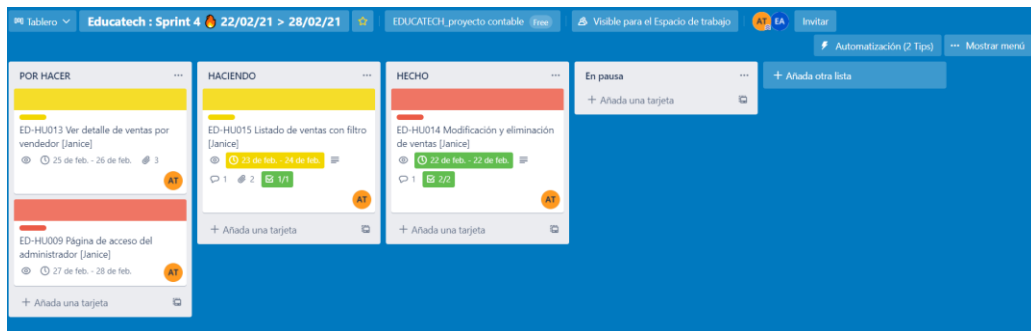 Tablero
Educatech : Sprint 4 🔥 22/02/21 > 28/02/21
EDUCATECH_proyecto contable Free
Visible para el Espacio de trabajo
AT EA
Invitar
Automatización (2 Tips)
··· Mostrar menú
POR HACER ···
ED-HU013 Ver detalle de ventas por
vendedor [Janice]
25 de feb. - 26 de feb. 3
AT
ED-HU009 Página de acceso del
administrador [Janice]
27 de feb. - 28 de feb.
AT
+ Añada una tarjeta
HACIENDO ···
ED-HU015 Listado de ventas con filtro
[Janice]
23 de feb. - 24 de feb.
1 2 1/1
AT
+ Añada una tarjeta
HECHO ···
ED-HU014 Modificación y eliminación
de ventas [Janice]
22 de feb. - 22 de feb.
1 2/2
AT
+ Añada una tarjeta
En pausa ···
+ Añada una tarjeta
+ Añada otra lista